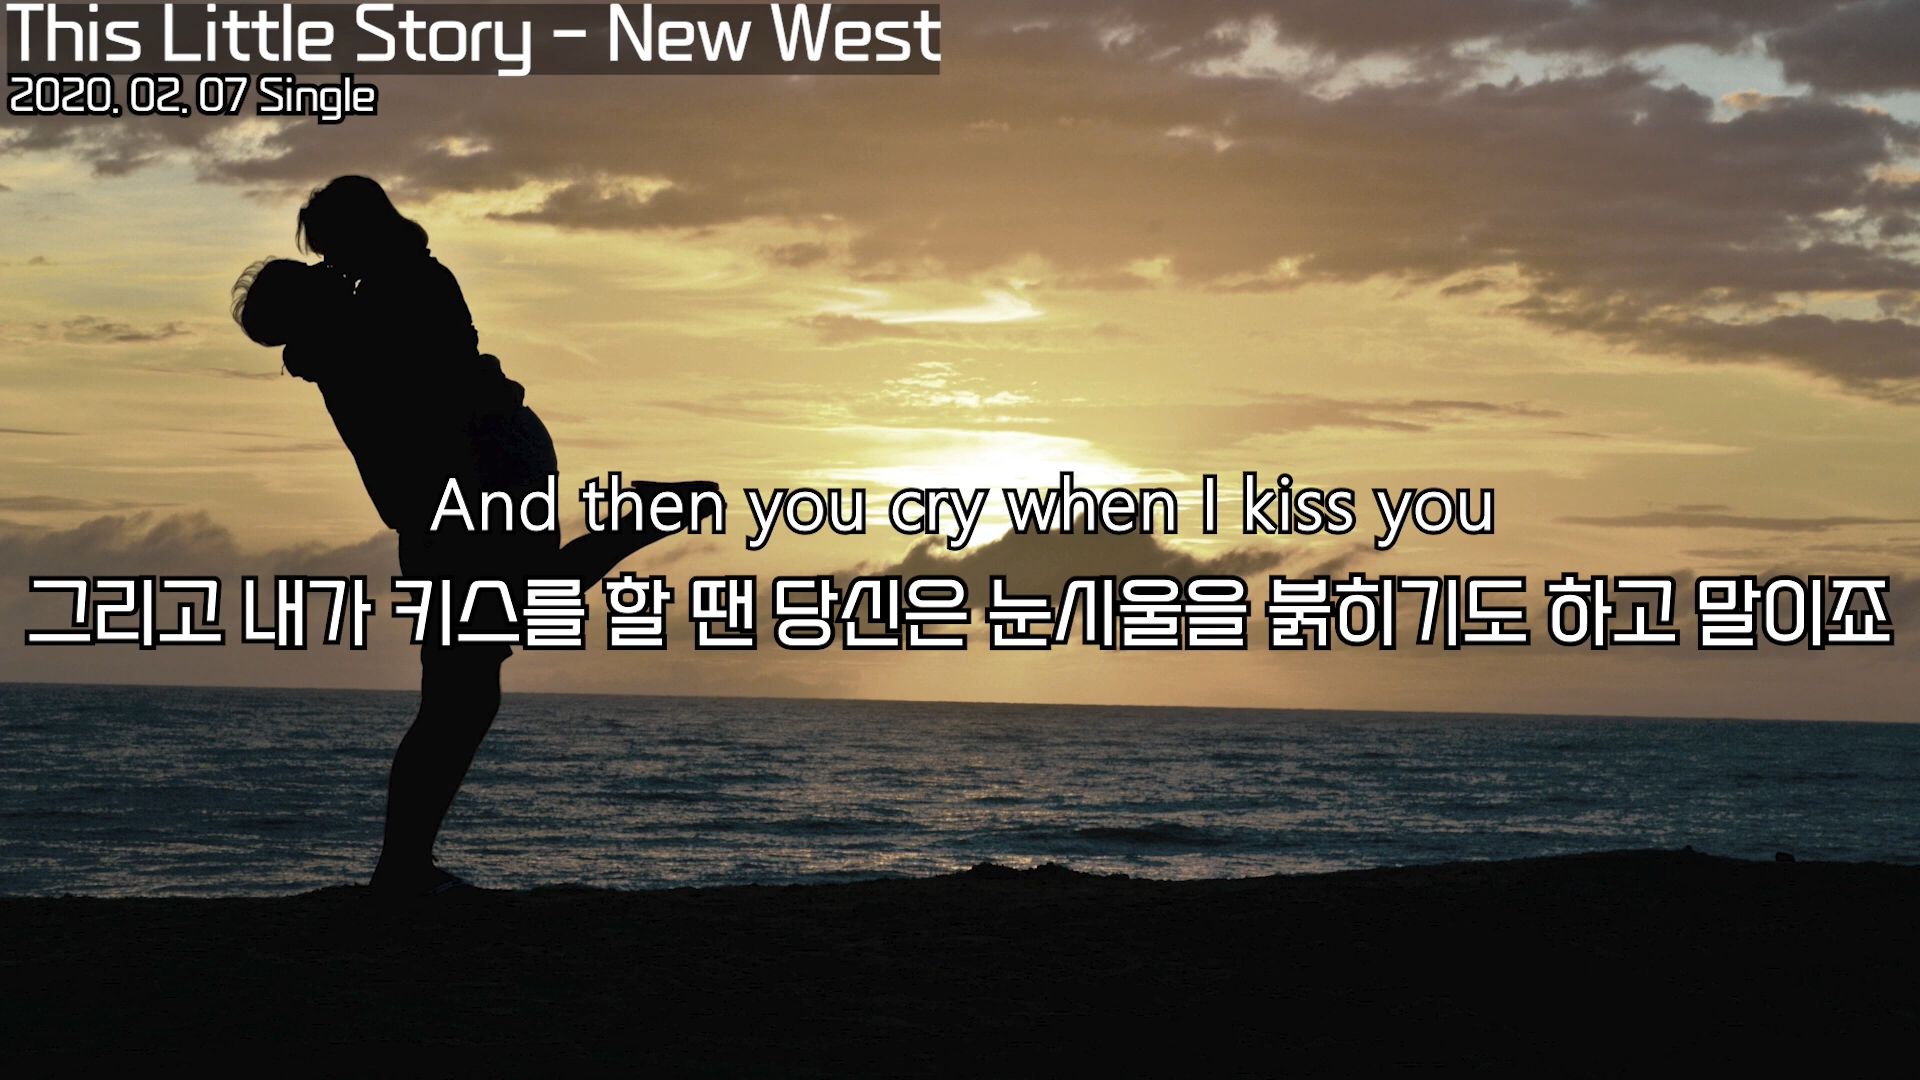 This Little Story - New West
2020. 02. 07 Single
And then you cry when I kiss you
그리고 내가 키스를 할 땐 당신은 눈시울을 붉히기도 하고 말이죠